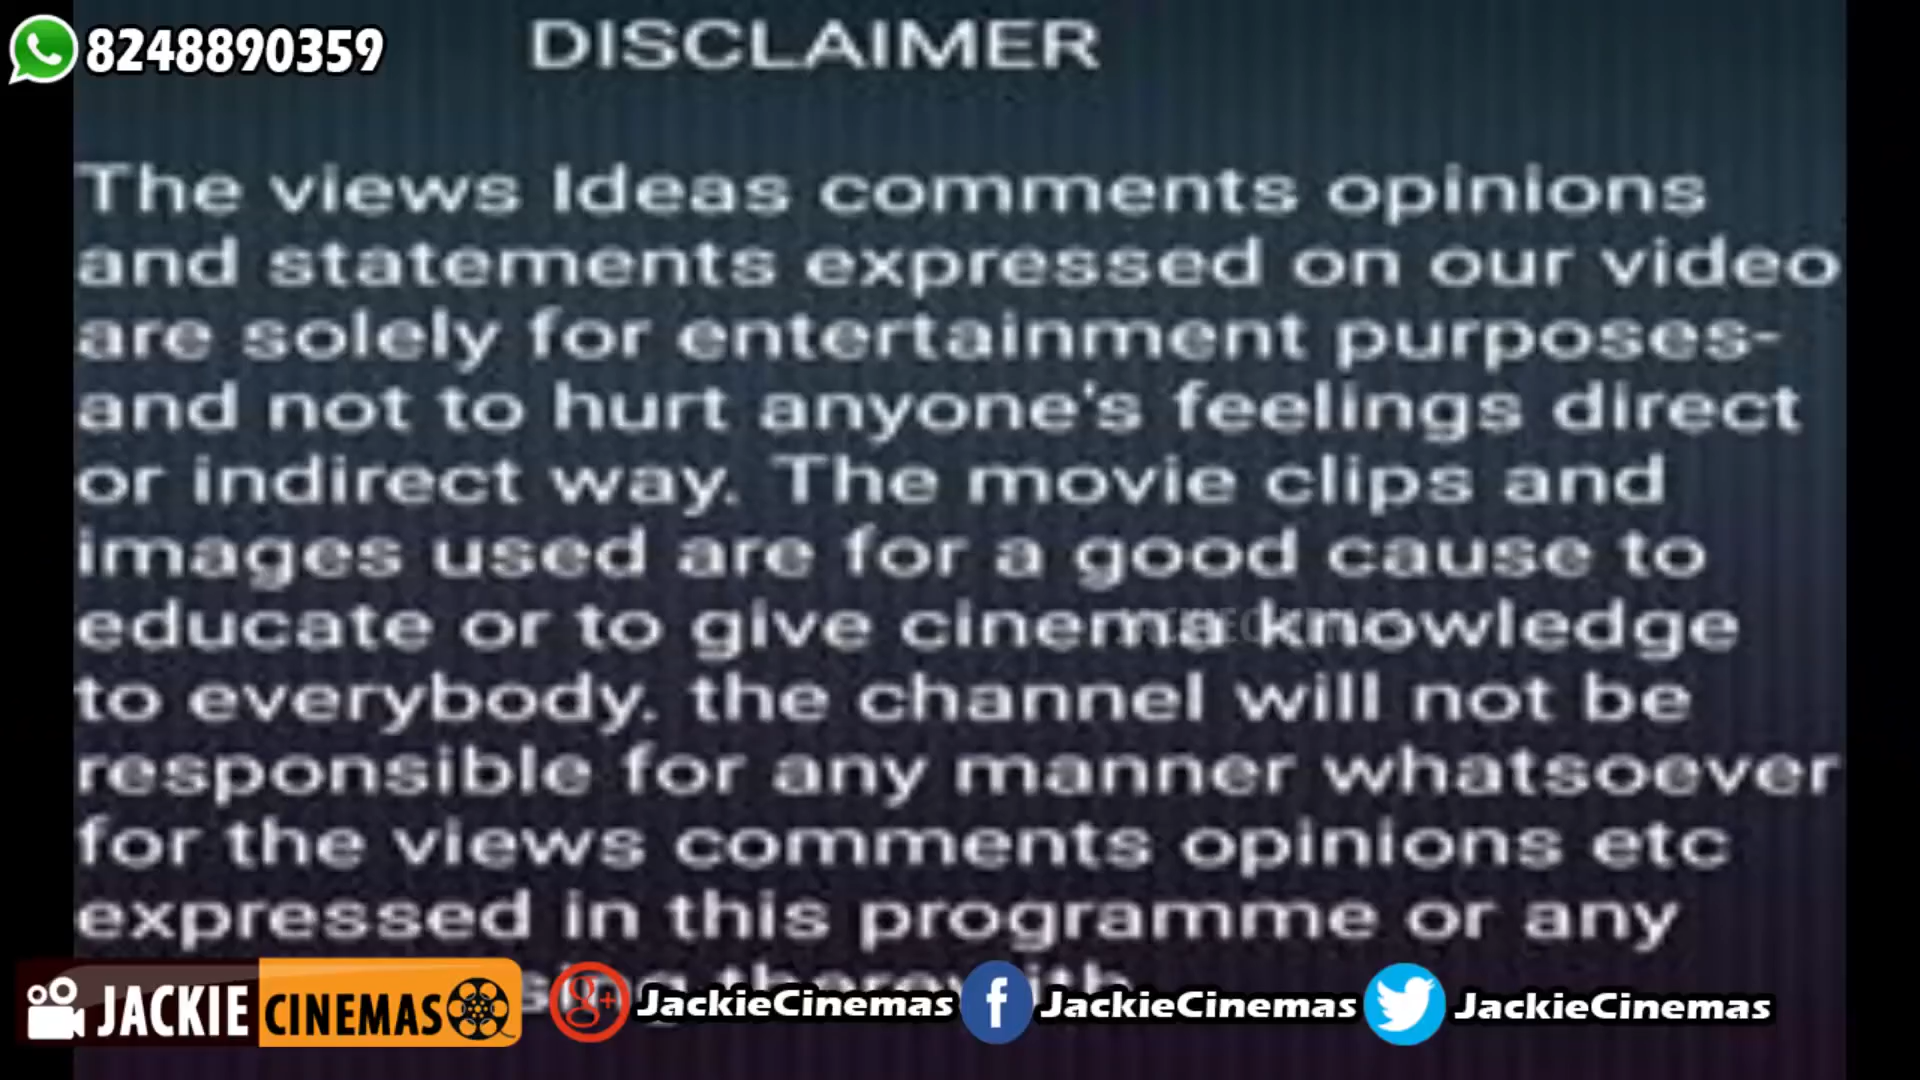 8248890359
DISCLAIMER
The views Ideas comments opinions
and statements expressed on our video
are solely for entertainment purposes-
and not to hurt anyone's feelings direct
or indirect way. The movie clips and
images used are for a good cause to
educate or to give cinema knowledge
to everybody. the channel will not be
responsible for any manner whatsoever
for the views comments opinions etc
expressed in this programme or any
JACKIE CINEMAS g+ JackieCinemas f JackieCinemas JackieCinemas